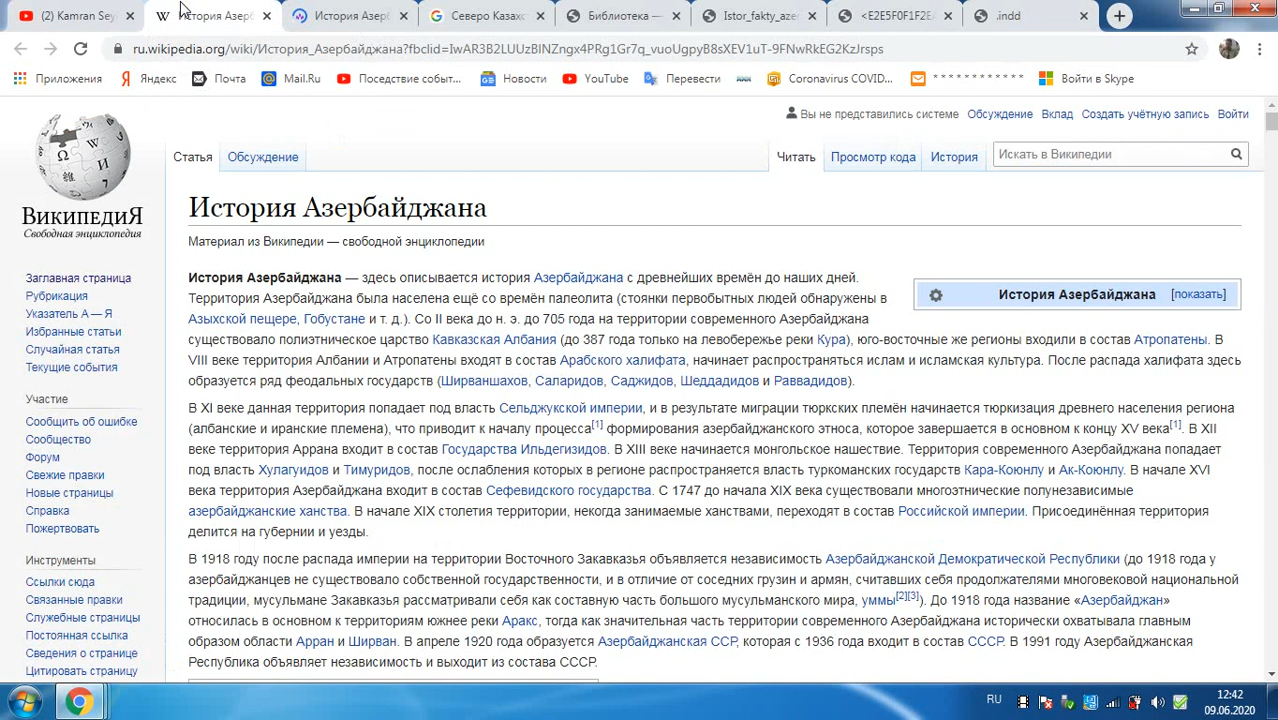 (2) Kamran Sey
История Азерб
История Азерб
Северо Казахс
Библиотека —
Istor_fakty_aze
<E2E5F0F1F2E
.indd
ru.wikipedia.org/wiki/История_Азербайджана?fbclid=IwAR3B2LUUzBINZngx4PRg1Gr7q_vuoUgpyB8sXEV1uT-9FNwRkEG2KzJrsps
Приложения
Яндекс
Почта
Mail.Ru
Поседствие событ...
Новости
YouTube
Перевести
Coronavirus COVID...
* * * * * * * * * * * *
Войти в Skype
Вы не представились системе Обсуждение Вклад Создать учётную запись Войти
Статья Обсуждение Читать Просмотр кода История Искать в Википедии
ВикипедиЯ
Свободная энциклопедия
Заглавная страница
Рубрикация
Указатель А — Я
Избранные статьи
Случайная статья
Текущие события
Участие
Сообщить об ошибке
Сообщество
Форум
Свежие правки
Новые страницы
Справка
Пожертвовать
Инструменты
Ссылки сюда
Связанные правки
Служебные страницы
Постоянная ссылка
Сведения о странице
Цитировать страницу
История Азербайджана
Материал из Википедии — свободной энциклопедии
История Азербайджана [показать]
История Азербайджана — здесь описывается история Азербайджана с древнейших времён до наших дней.
Территория Азербайджана была населена ещё со времён палеолита (стоянки первобытных людей обнаружены в
Азыхской пещере, Гобустане и т. д.). Со II века до н. э. до 705 года на территории современного Азербайджана
существовало полиэтническое царство Кавказская Албания (до 387 года только на левобережье реки Кура), юго-восточные же регионы входили в состав Атропатены. В
VIII веке территория Албании и Атропатены входят в состав Арабского халифата, начинает распространяться ислам и исламская культура. После распада халифата здесь
образуется ряд феодальных государств (Ширваншахов, Саларидов, Саджидов, Шеддадидов и Раввадидов).
В XI веке данная территория попадает под власть Сельджукской империи, и в результате миграции тюркских племён начинается тюркизация древнего населения региона
(албанские и иранские племена), что приводит к началу процесса[1] формирования азербайджанского этноса, которое завершается в основном к концу XV века[1]. В XII
веке территория Аррана входит в состав Государства Ильдегизидов. В XIII веке начинается монгольское нашествие. Территория современного Азербайджана попадает
под власть Хулагуидов и Тимуридов, после ослабления которых в регионе распространяется власть туркоманских государств Кара-Коюнлу и Ак-Коюнлу. В начале XVI
века территория Азербайджана входит в состав Сефевидского государства. С 1747 до начала XIX века существовали многоэтнические полунезависимые
азербайджанские ханства. В начале XIX столетия территории, некогда занимаемые ханствами, переходят в состав Российской империи. Присоединённая территория
делится на губернии и уезды.
В 1918 году после распада империи на территории Восточного Закавказья объявляется независимость Азербайджанской Демократической Республики (до 1918 года у
азербайджанцев не существовало собственной государственности, и в отличие от соседних грузин и армян, считавших себя продолжателями многовековой национальной
традиции, мусульмане Закавказья рассматривали себя как составную часть большого мусульманского мира, уммы[2][3]). До 1918 года название «Азербайджан»
относилась в основном к территориям южнее реки Аракс, тогда как значительная часть территории современного Азербайджана исторически охватывала главным
образом области Арран и Ширван. В апреле 1920 года образуется Азербайджанская ССР, которая с 1936 года входит в состав СССР. В 1991 году Азербайджанская
Республика объявляет независимость и выходит из состава СССР.
RU
12:42
09.06.2020